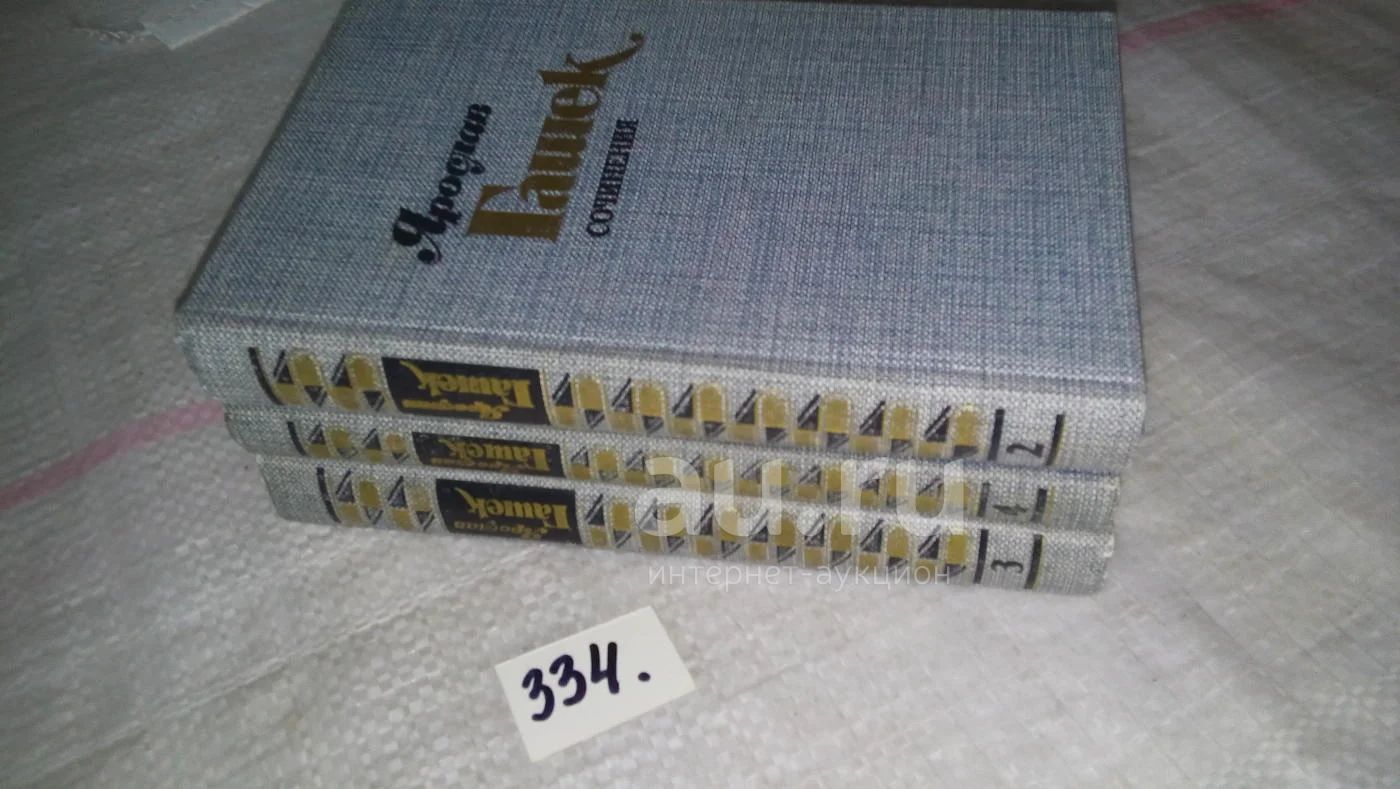 Ярослав
Гашек
СОЧИНЕНИЯ
Ярослав
Гашек
2
Ярослав
Гашек
4
Ярослав
Гашек
3
au.ru
интернет-аукцион
334.